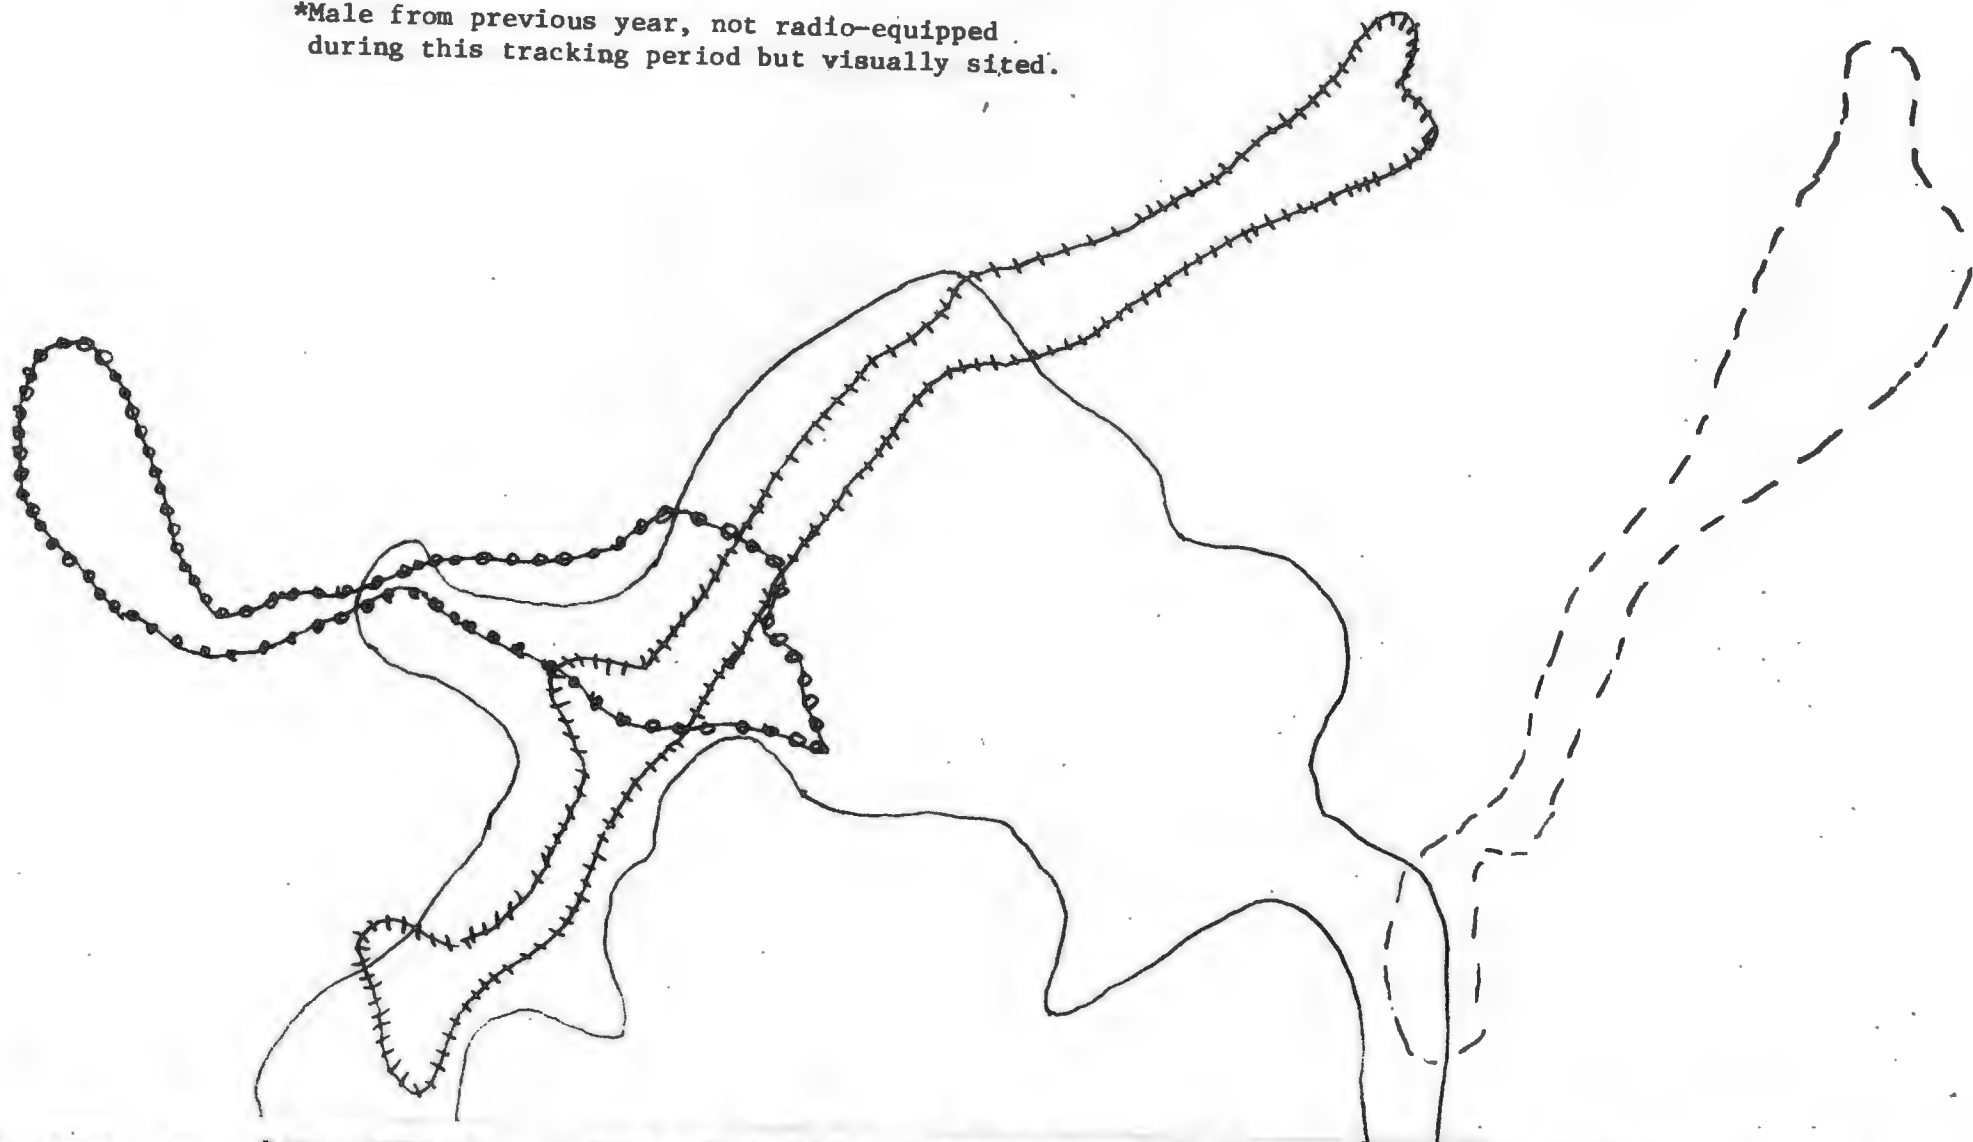 *Male from previous year, not radio-equipped
during this tracking period but visually sited.